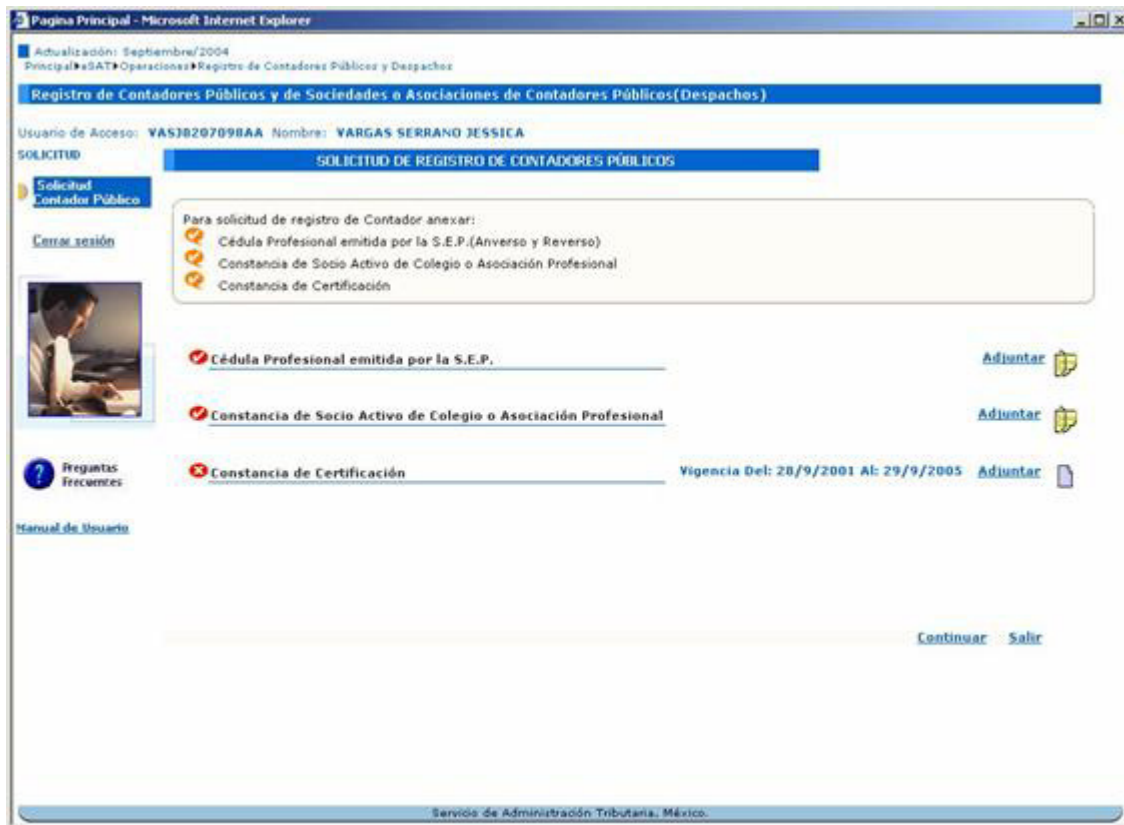 Pagina Principal - Microsoft Internet Explorer
Actualización: Septiembre/2004
Principal eSAT Operaciones Registro de Contadores Públicos y Despachos
Registro de Contadores Públicos y de Sociedades o Asociaciones de Contadores Públicos(Despachos)
Usuario de Acceso: VASJ8207098AA Nombre: VARGAS SERRANO JESSICA
SOLICITUD
SOLICITUD DE REGISTRO DE CONTADORES PÚBLICOS
Solicitud
Contador Público
Cerrar sesión
Para solicitud de registro de Contador anexar:
Cédula Profesional emitida por la S.E.P.(Anverso y Reverso)
Constancia de Socio Activo de Colegio o Asociación Profesional
Constancia de Certificación
Cédula Profesional emitida por la S.E.P. Adjuntar
Constancia de Socio Activo de Colegio o Asociación Profesional Adjuntar
Constancia de Certificación Vigencia Del: 28/9/2001 Al: 29/9/2005 Adjuntar
? Preguntas
Frecuentes
Manual de Usuario
Continuar Salir
Servicio de Administración Tributaria. México.